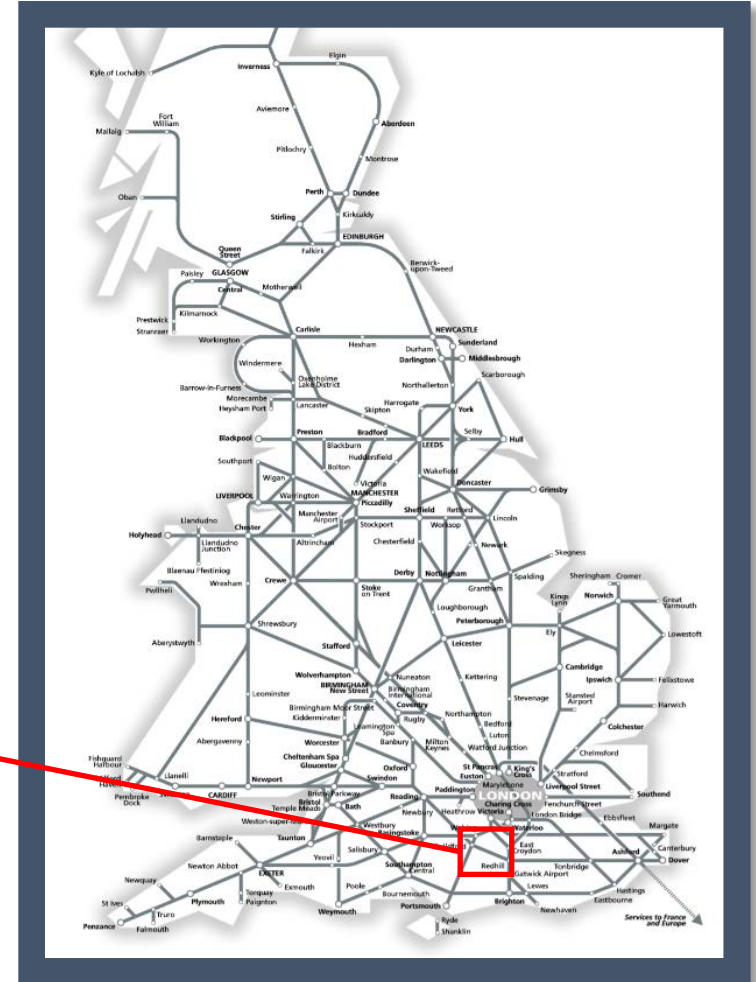 Elgin
Inverness
Kyle of Lochalsh
Aviemore
Fort
William
Aberdeen
Mallaig
Pitlochry
Montrose
Perth
Dundee
Oban
Stirling
Kirkcaldy
EDINBURGH
Queen
Street
Falkirk
Berwick-
upon-Tweed
Paisley
GLASGOW
Central
Motherwell
Kilmarnock
Prestwick
Stranraer
Carlisle
NEWCASTLE
Workington
Hexham
Sunderland
Durham
Darlington
Middlesbrough
Windermere
Oxenholme
Lake District
Scarborough
Barrow-in-Furness
Northallerton
Morecambe
Heysham Port
Lancaster
Harrogate
Skipton
York
Preston
Bradford
Selby
Blackpool
Blackburn
LEEDS
Hull
Huddersfield
Southport
Bolton
Wakefield
Wigan
Victoria
Doncaster
MANCHESTER
Piccadilly
Grimsby
LIVERPOOL
Warrington
Manchester
Airport
Sheffield
Retford
Llandudno
Chester
Stockport
Worksop
Lincoln
Holyhead
Llandudno
Junction
Altrincham
Chesterfield
Newark
Skegness
Blaenau Ffestiniog
Derby
Nottingham
Pwllheli
Wrexham
Crewe
Stoke
on Trent
Grantham
Spalding
Sheringham
Cromer
Kings
Lynn
Norwich
Great
Yarmouth
Loughborough
Peterborough
Aberystwyth
Shrewsbury
Stafford
Leicester
Ely
Lowestoft
Wolverhampton
Nuneaton
Kettering
Cambridge
BIRMINGHAM
New Street
Birmingham
International
Ipswich
Felixstowe
Leominster
Coventry
Stevenage
Stansted
Airport
Birmingham Moor Street
Rugby
Northampton
Harwich
Hereford
Kidderminster
Leamington
Spa
Bedford
Colchester
Abergavenny
Worcester
Banbury
Milton
Keynes
Luton
Watford Junction
Chelmsford
Cheltenham Spa
Gloucester
Oxford
St Pancras
Euston
King's
Cross
Stratford
Fishguard
Harbour
Llanelli
Newport
Swindon
Paddington
Marylebone
Liverpool Street
Pembroke
Dock
CARDIFF
Bristol Parkway
Bristol
Temple Meads
Bath
Reading
LONDON
Southend
Charing Cross
Fenchurch Street
Newbury
Heathrow
Victoria
London Bridge
Ebbsfleet
Westbury
Basingstoke
Waterloo
Margate
Barnstaple
Taunton
Salisbury
East
Croydon
Canterbury
Newton Abbot
Yeovil
Southampton
Central
Redhill
Tonbridge
Ashford
Dover
EXETER
Gatwick Airport
Newquay
Exmouth
Poole
Bournemouth
Lewes
Hastings
St Ives
Plymouth
Torquay
Paignton
Weymouth
Portsmouth
Brighton
Newhaven
Eastbourne
Truro
Penzance
Falmouth
Ryde
Shanklin
Services to France
and Europe